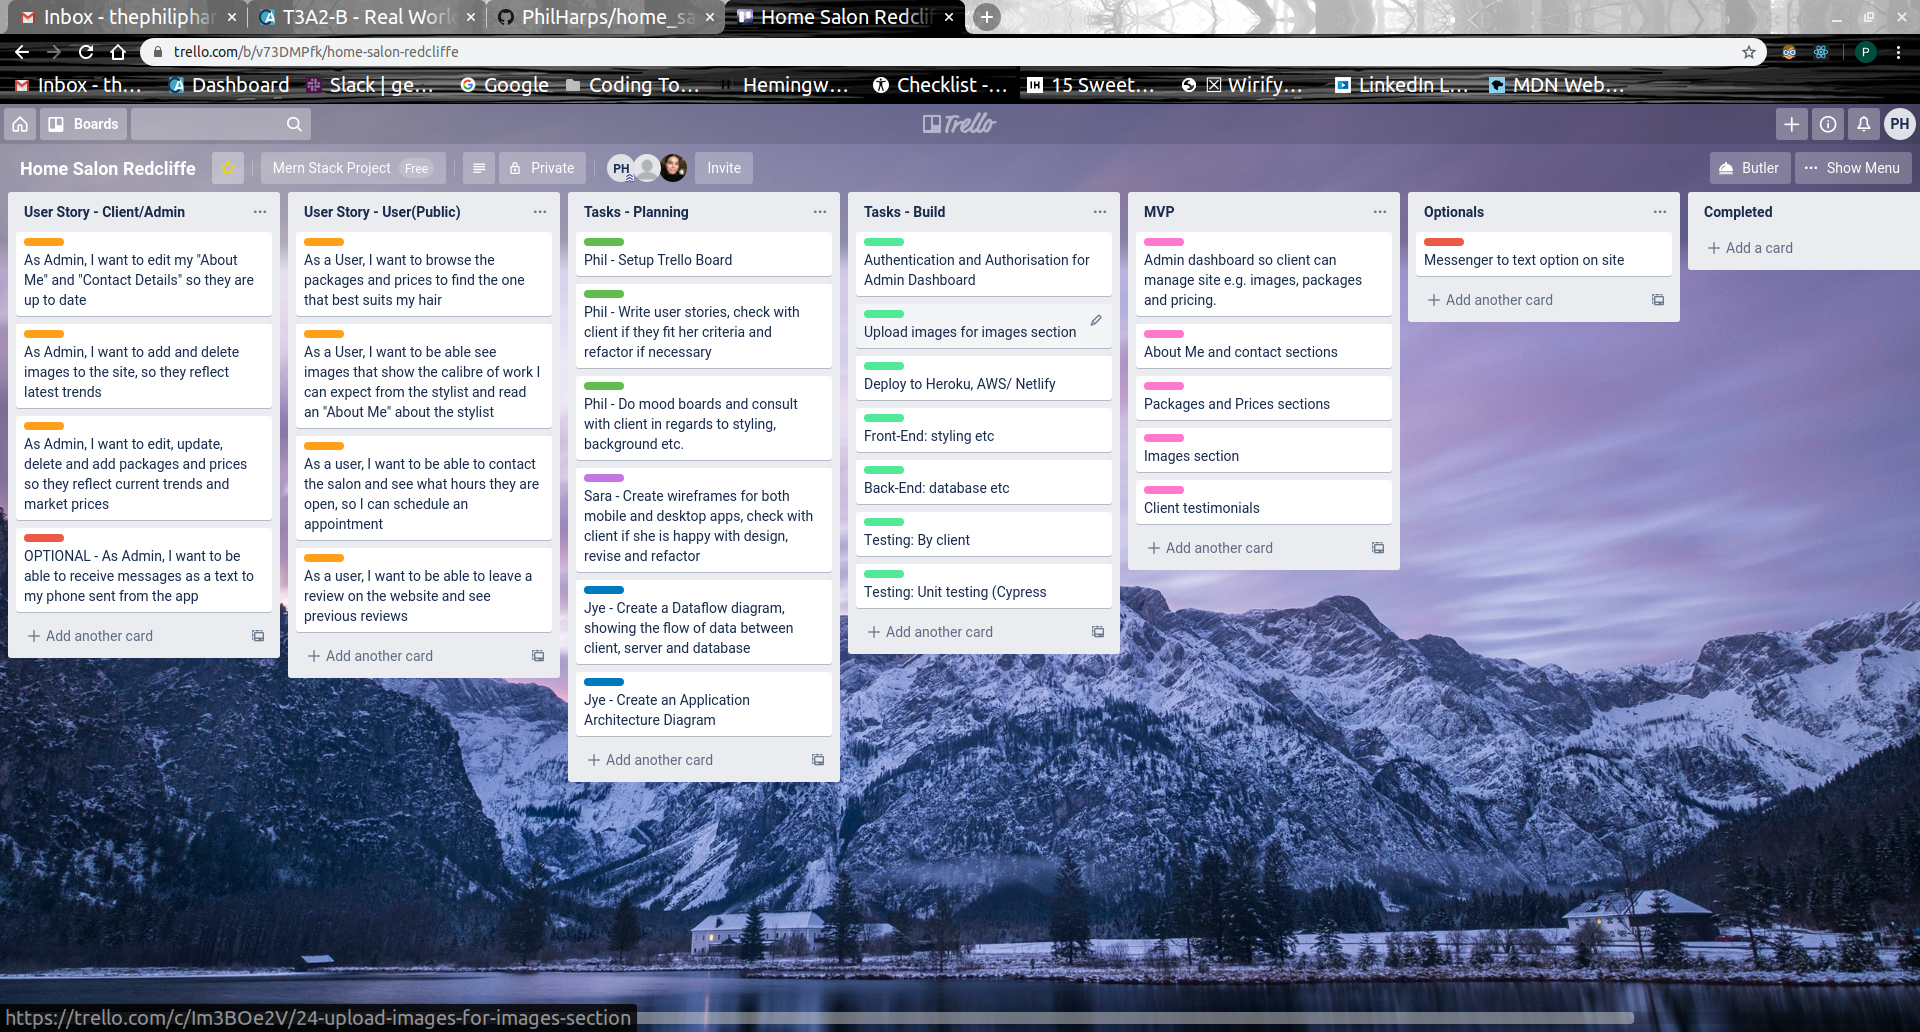 Inbox - thephiliphar
T3A2-B - Real Worl
PhilHarps/home_sa
Home Salon Redclif
trello.com/b/v73DMPfk/home-salon-redcliffe
P
Inbox - th...
Dashboard
Slack | ge...
Google
Coding To...
Hemingw...
Checklist -...
15 Sweet...
Wirify...
LinkedIn L...
MDN Web...
Boards
Trello
PH
Home Salon Redcliffe
Mern Stack Project Free
Private
PH
Invite
Butler
Show Menu
User Story - Client/Admin
As Admin, I want to edit my "About
Me" and "Contact Details" so they are
up to date
As Admin, I want to add and delete
images to the site, so they reflect
latest trends
As Admin, I want to edit, update,
delete and add packages and prices
so they reflect current trends and
market prices
OPTIONAL - As Admin, I want to be
able to receive messages as a text to
my phone sent from the app
Add another card
User Story - User(Public)
As a User, I want to browse the
packages and prices to find the one
that best suits my hair
As a User, I want to be able see
images that show the calibre of work I
can expect from the stylist and read
an "About Me" about the stylist
As a user, I want to be able to contact
the salon and see what hours they are
open, so I can schedule an
appointment
As a user, I want to be able to leave a
review on the website and see
previous reviews
Add another card
Tasks - Planning
Phil - Setup Trello Board
Phil - Write user stories, check with
client if they fit her criteria and
refactor if necessary
Phil - Do mood boards and consult
with client in regards to styling,
background etc.
Sara - Create wireframes for both
mobile and desktop apps, check with
client if she is happy with design,
revise and refactor
Jye - Create a Dataflow diagram,
showing the flow of data between
client, server and database
Jye - Create an Application
Architecture Diagram
Add another card
Tasks - Build
Authentication and Authorisation for
Admin Dashboard
Upload images for images section
Deploy to Heroku, AWS/ Netlify
Front-End: styling etc
Back-End: database etc
Testing: By client
Testing: Unit testing (Cypress
Add another card
MVP
Admin dashboard so client can
manage site e.g. images, packages
and pricing.
About Me and contact sections
Packages and Prices sections
Images section
Client testimonials
Add another card
Optionals
Messenger to text option on site
Add another card
Completed
Add a card
https://trello.com/c/Im3BOe2V/24-upload-images-for-images-section